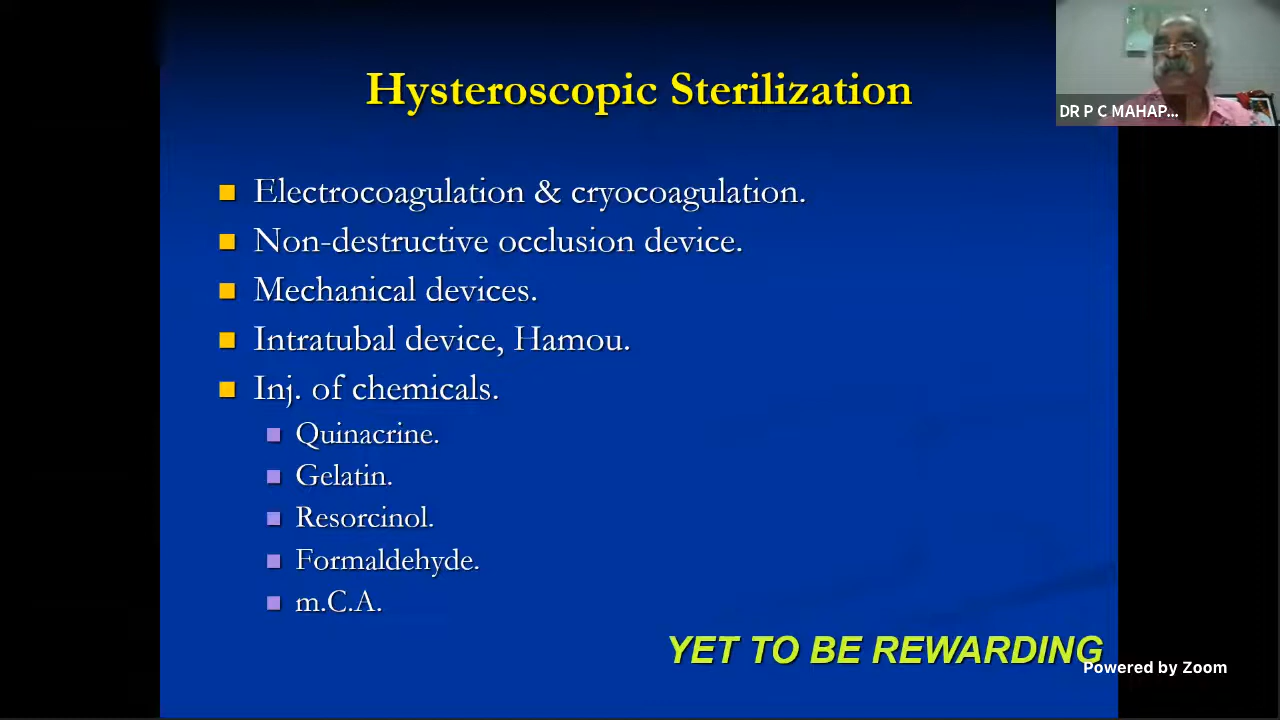 Hysteroscopic Sterilization
DR P C MAHAP...
Electrocoagulation & cryocoagulation.
Non-destructive occlusion device.
Mechanical devices.
Intratubal device, Hamou.
Inj. of chemicals.
Quinacrine.
Gelatin.
Resorcinol.
Formaldehyde.
m.C.A.
YET TO BE REWARDING
Powered by Zoom